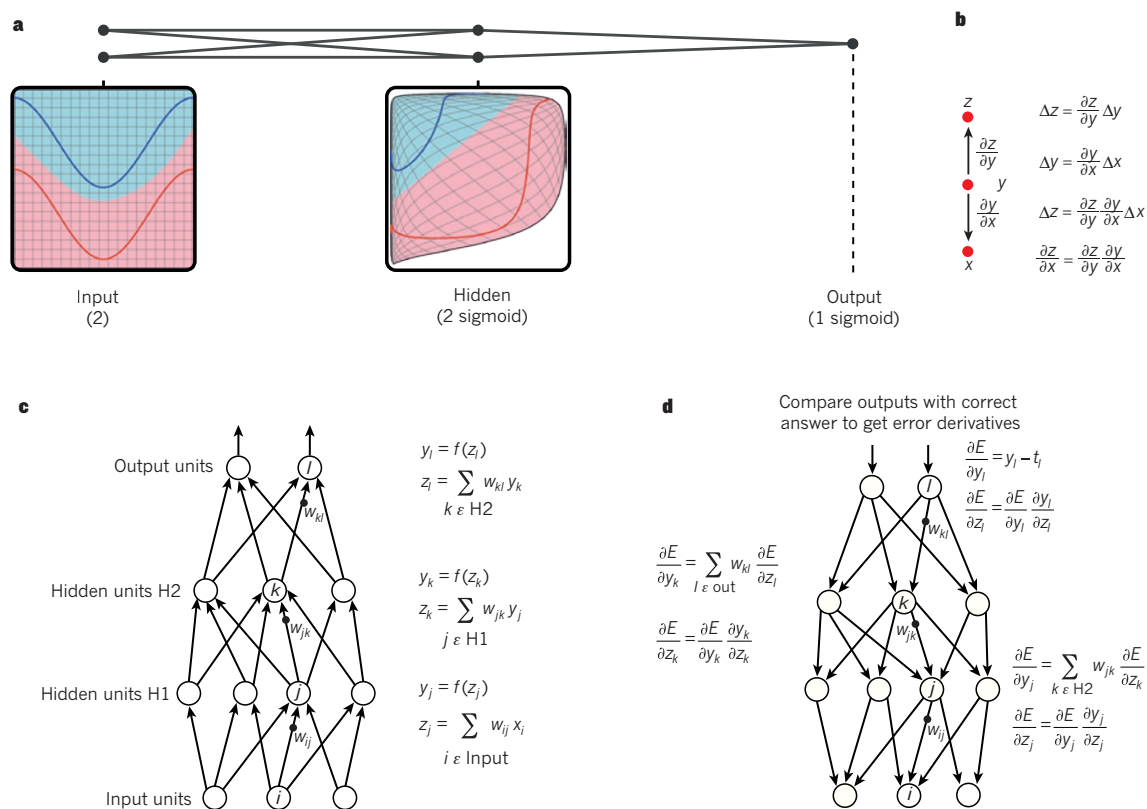 a
Input
(2)
Hidden
(2 sigmoid)
Output
(1 sigmoid)
b
z
∂z/∂y
y
∂y/∂x
x
Δz = ∂z/∂y Δy
Δy = ∂y/∂x Δx
Δz = ∂z/∂y ∂y/∂x Δx
∂z/∂x = ∂z/∂y ∂y/∂x
c
Output units
l
w_kl
y_l = f(z_l)
z_l = ∑ w_kl y_k
k ε H2
Hidden units H2
k
w_jk
y_k = f(z_k)
z_k = ∑ w_jk y_j
j ε H1
Hidden units H1
j
w_ij
y_j = f(z_j)
z_j = ∑ w_ij x_i
i ε Input
Input units
i
d
Compare outputs with correct
answer to get error derivatives
∂E/∂y_l = y_l – t_l
∂E/∂z_l = ∂E/∂y_l ∂y_l/∂z_l
l
w_kl
∂E/∂y_k = ∑ w_kl ∂E/∂z_l
l ε out
∂E/∂z_k = ∂E/∂y_k ∂y_k/∂z_k
k
w_jk
∂E/∂y_j = ∑ w_jk ∂E/∂z_k
k ε H2
∂E/∂z_j = ∂E/∂y_j ∂y_j/∂z_j
j
w_ij
i